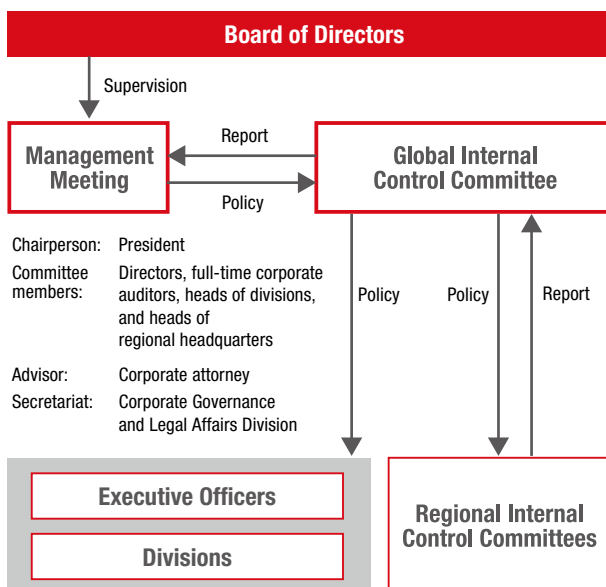 Board of Directors
Supervision
Management
Meeting
Report
Policy
Global Internal
Control Committee
Chairperson: President
Committee
members:
Directors, full-time corporate
auditors, heads of divisions,
and heads of
regional headquarters
Advisor: Corporate attorney
Secretariat: Corporate Governance
and Legal Affairs Division
Policy
Policy
Report
Executive Officers
Divisions
Regional Internal
Control Committees